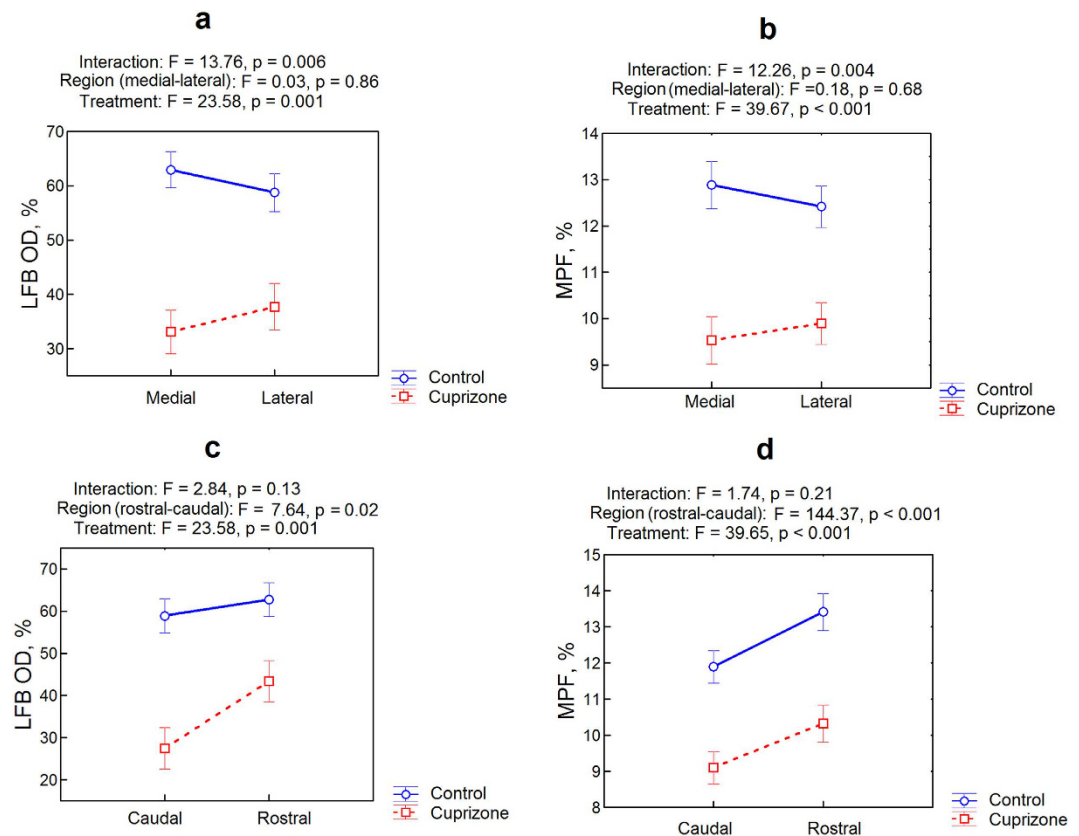 a
Interaction: F = 13.76, p = 0.006
Region (medial-lateral): F = 0.03, p = 0.86
Treatment: F = 23.58, p = 0.001
70
60
50
40
30
LFB OD, %
Medial
Lateral
Control
Cuprizone
b
Interaction: F = 12.26, p = 0.004
Region (medial-lateral): F =0.18, p = 0.68
Treatment: F = 39.67, p < 0.001
14
13
12
11
10
9
MPF, %
Medial
Lateral
Control
Cuprizone
c
Interaction: F = 2.84, p = 0.13
Region (rostral-caudal): F = 7.64, p = 0.02
Treatment: F = 23.58, p = 0.001
70
60
50
40
30
20
LFB OD, %
Caudal
Rostral
Control
Cuprizone
d
Interaction: F = 1.74, p = 0.21
Region (rostral-caudal): F = 144.37, p < 0.001
Treatment: F = 39.65, p < 0.001
15
14
13
12
11
10
9
8
MPF, %
Caudal
Rostral
Control
Cuprizone